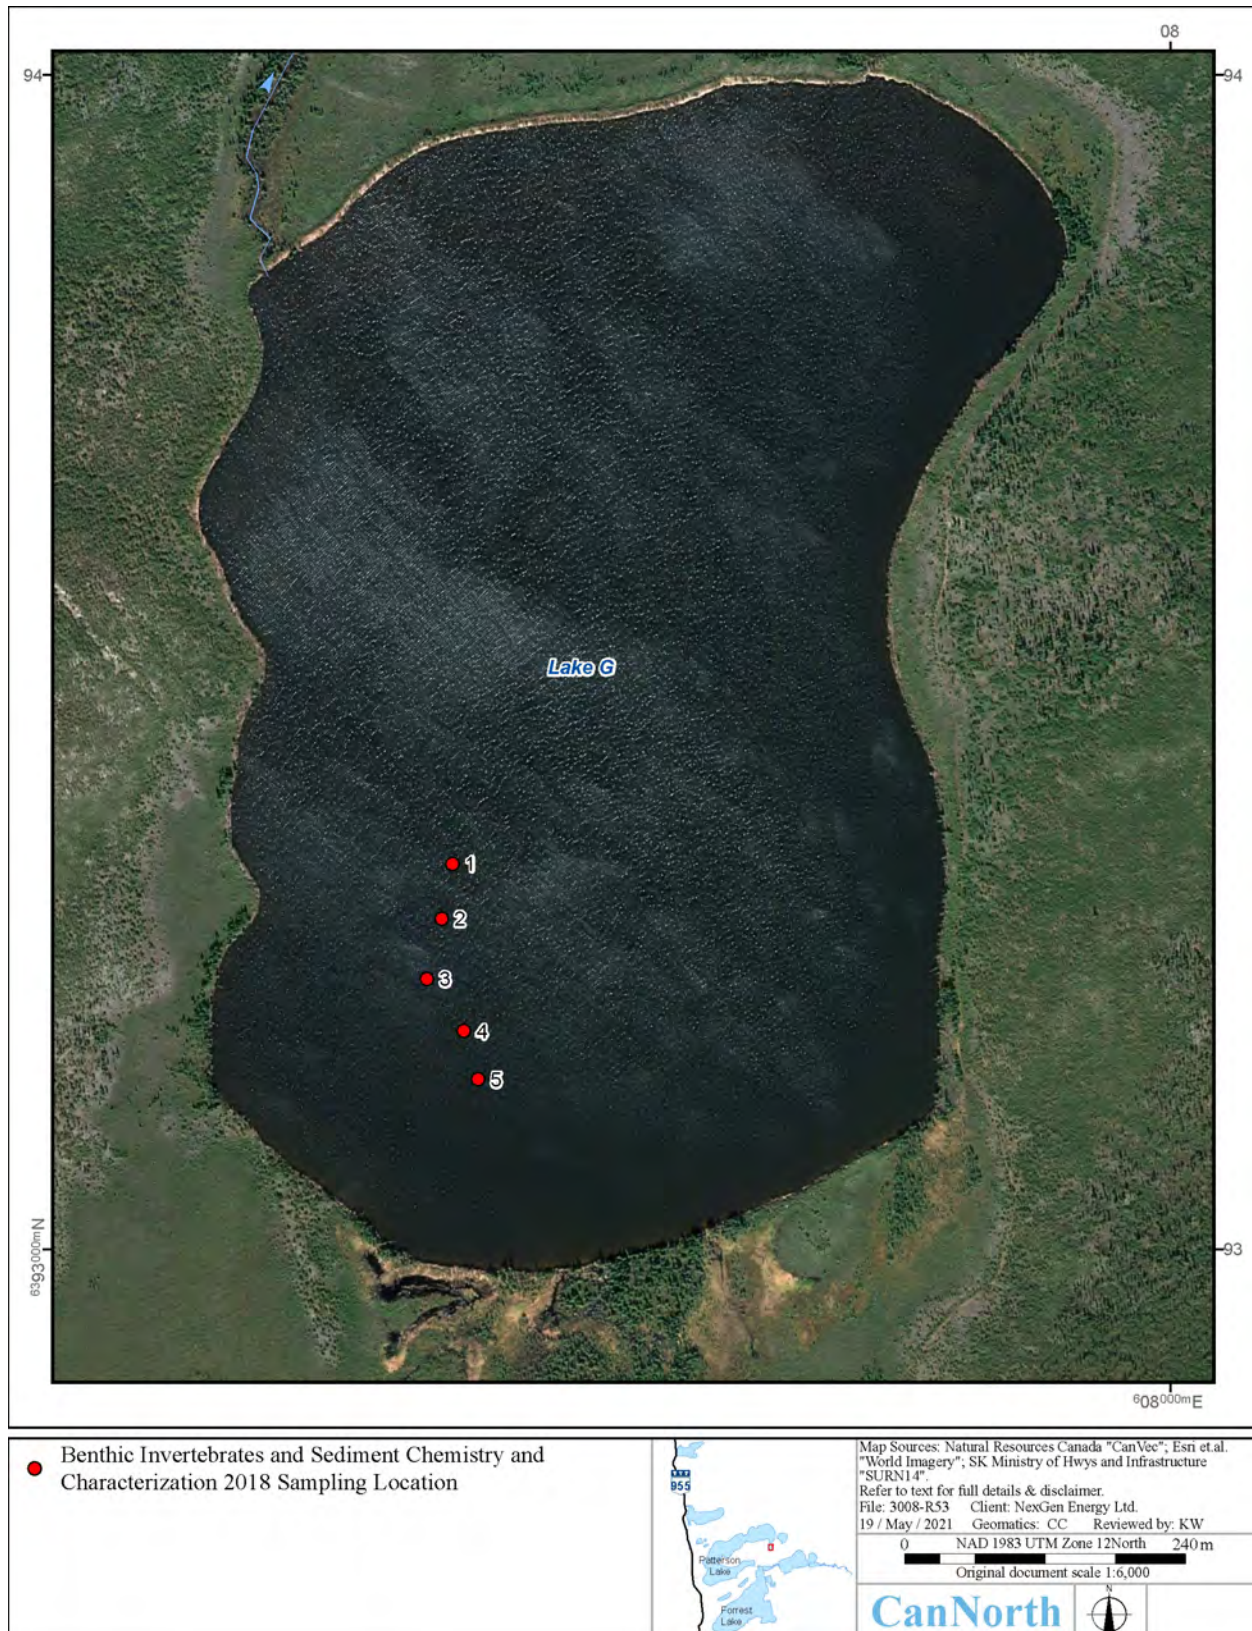 08
94
94
Lake G
1
2
3
4
5
6393000mN
93
608000mE
Benthic Invertebrates and Sediment Chemistry and
Characterization 2018 Sampling Location
955
Patterson
Lake
Forrest
Lake
Map Sources: Natural Resources Canada "CanVec"; Esri et.al.
"World Imagery"; SK Ministry of Hwys and Infrastructure
"SURN14".
Refer to text for full details & disclaimer.
File: 3008-R53 Client: NexGen Energy Ltd.
19 / May / 2021 Geomatics: CC Reviewed by: KW
0 NAD 1983 UTM Zone 12North 240 m
Original document scale 1:6,000
CanNorth
N